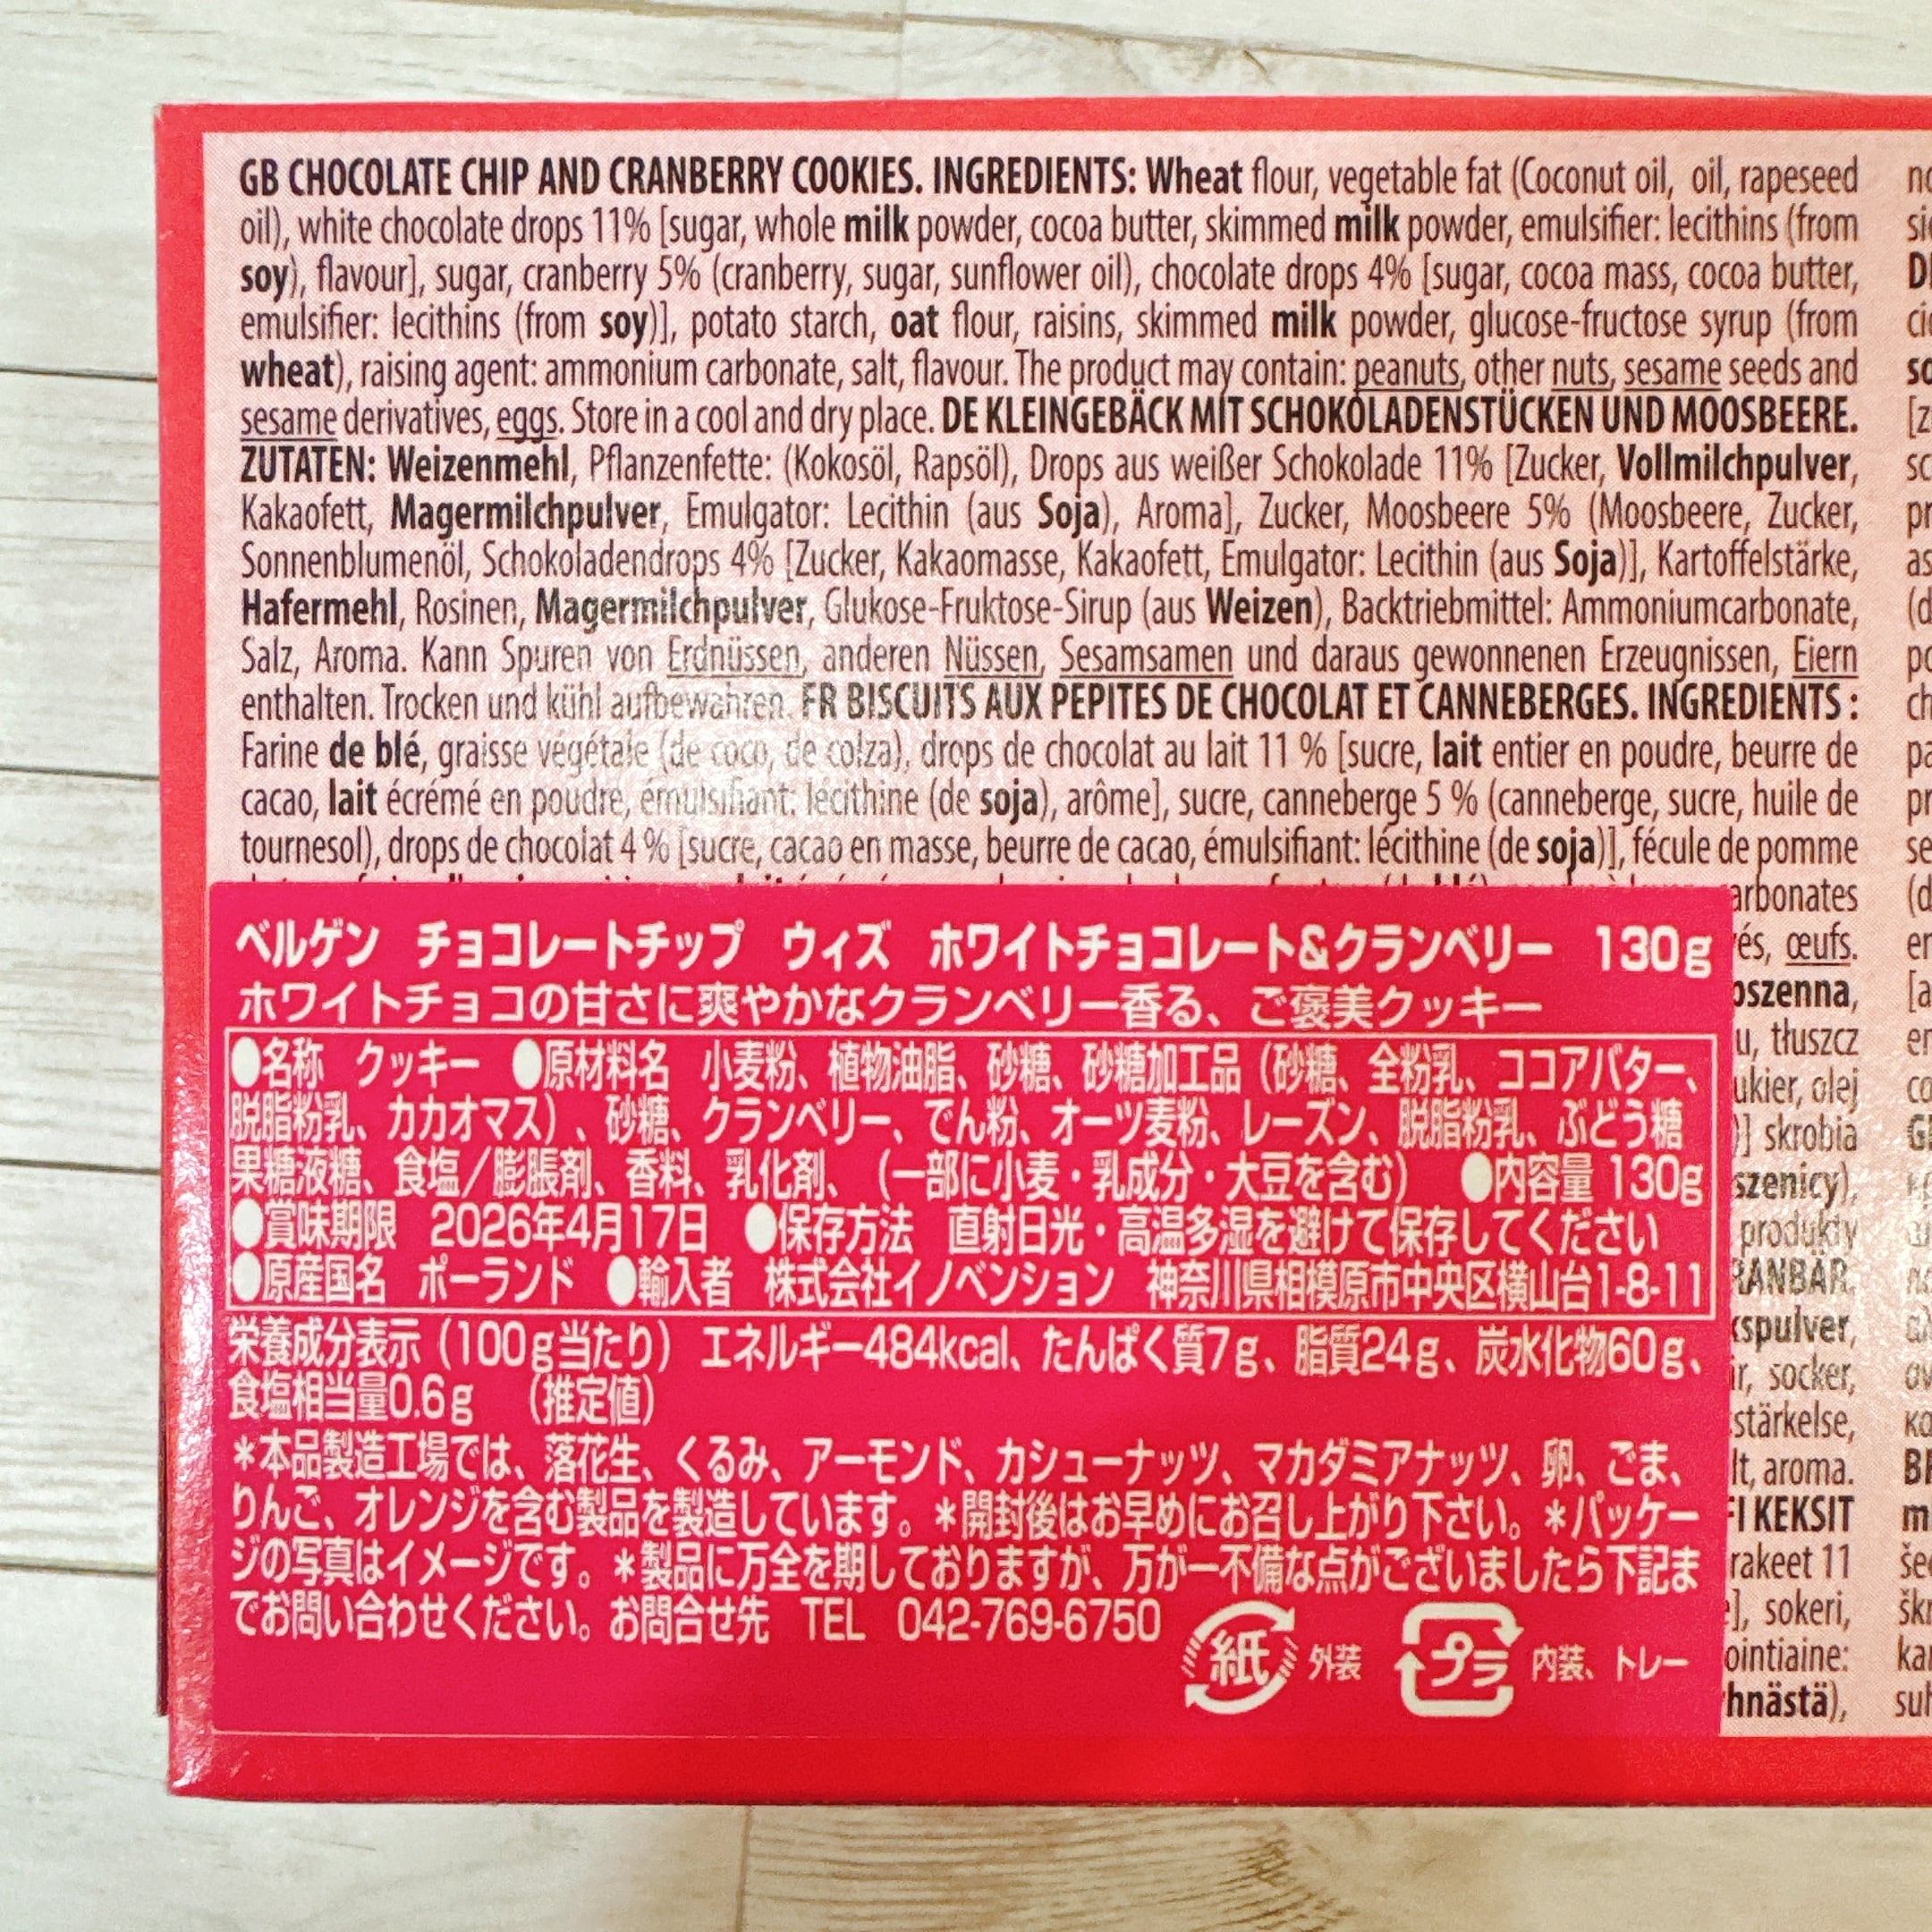 GB CHOCOLATE CHIP AND CRANBERRY COOKIES. INGREDIENTS: Wheat flour, vegetable fat (Coconut oil, oil, rapeseed
oil), white chocolate drops 11% [sugar, whole milk powder, cocoa butter, skimmed milk powder, emulsifier: lecithins (from
soy), flavour], sugar, cranberry 5% (cranberry, sugar, sunflower oil), chocolate drops 4% [sugar, cocoa mass, cocoa butter,
emulsifier: lecithins (from soy)], potato starch, oat flour, raisins, skimmed milk powder, glucose-fructose syrup (from
wheat), raising agent: ammonium carbonate, salt, flavour. The product may contain: peanuts, other nuts, sesame seeds and
sesame derivatives, eggs. Store in a cool and dry place. DE KLEINGEBÄCK MIT SCHOKOLADENSTÜCKEN UND MOOSBEERE.
ZUTATEN: Weizenmehl, Pflanzenfette: (Kokosöl, Rapsöl), Drops aus weißer Schokolade 11% [Zucker, Vollmilchpulver,
Kakaofett, Magermilchpulver, Emulgator: Lecithin (aus Soja), Aroma], Zucker, Moosbeere 5% (Moosbeere, Zucker,
Sonnenblumenöl, Schokoladendrops 4% [Zucker, Kakaomasse, Kakaofett, Emulgator: Lecithin (aus Soja)], Kartoffelstärke,
Hafermehl, Rosinen, Magermilchpulver, Glukose-Fruktose-Sirup (aus Weizen), Backtriebmittel: Ammoniumcarbonate,
Salz, Aroma. Kann Spuren von Erdnüssen, anderen Nüssen, Sesamsamen und daraus gewonnenen Erzeugnissen, Eiern
enthalten. Trocken und kühl aufbewahren. FR BISCUITS AUX PEPITES DE CHOCOLAT ET CANNEBERGES. INGREDIENTS :
Farine de blé, graisse végétale (de coco, de colza), drops de chocolat au lait 11 % [sucre, lait entier en poudre, beurre de
cacao, lait écrémé en poudre, émulsifiant: lécithine (de soja), arôme], sucre, canneberge 5 % (canneberge, sucre, huile de
tournesol), drops de chocolat 4 % [sucre, cacao en masse, beurre de cacao, émulsifiant: lécithine (de soja)], fécule de pomme
arbonates
és, œufs.
szenna,
u, tłuszcz
ukier, olej
)] skrobia
szenicy),
produkty
RANBÄR.
kspulver,
ir, socker,
stärkelse,
lt, aroma.
FI KEKSIT
rakeet 11
], sokeri,
ointiaine:
hnästä),
ベルゲン チョコレートチップ ウィズ ホワイトチョコレート&クランベリー 130g
ホワイトチョコの甘さに爽やかなクランベリー香る、ご褒美クッキー
●名称 クッキー ●原材料名 小麦粉、植物油脂、砂糖、砂糖加工品（砂糖、全粉乳、ココアバター、
脱脂粉乳、カカオマス）、砂糖、クランベリー、でん粉、オーツ麦粉、レーズン、脱脂粉乳、ぶどう糖
果糖液糖、食塩／膨脹剤、香料、乳化剤、（一部に小麦・乳成分・大豆を含む） ●内容量 130g
●賞味期限 2026年4月17日 ●保存方法 直射日光・高温多湿を避けて保存してください
●原産国名 ポーランド ●輸入者 株式会社イノベンション 神奈川県相模原市中央区横山台1-8-11
栄養成分表示（100g当たり）エネルギー484kcal、たんぱく質7g、脂質24g、炭水化物60g、
食塩相当量0.6g （推定値）
＊本品製造工場では、落花生、くるみ、アーモンド、カシューナッツ、マカダミアナッツ、卵、ごま、
りんご、オレンジを含む製品を製造しています。＊開封後はお早めにお召し上がり下さい。＊パッケー
ジの写真はイメージです。＊製品に万全を期しておりますが、万が一不備な点がございましたら下記ま
でお問い合わせください。お問合せ先 TEL 042-769-6750
紙 外装 プラ 内装、トレー